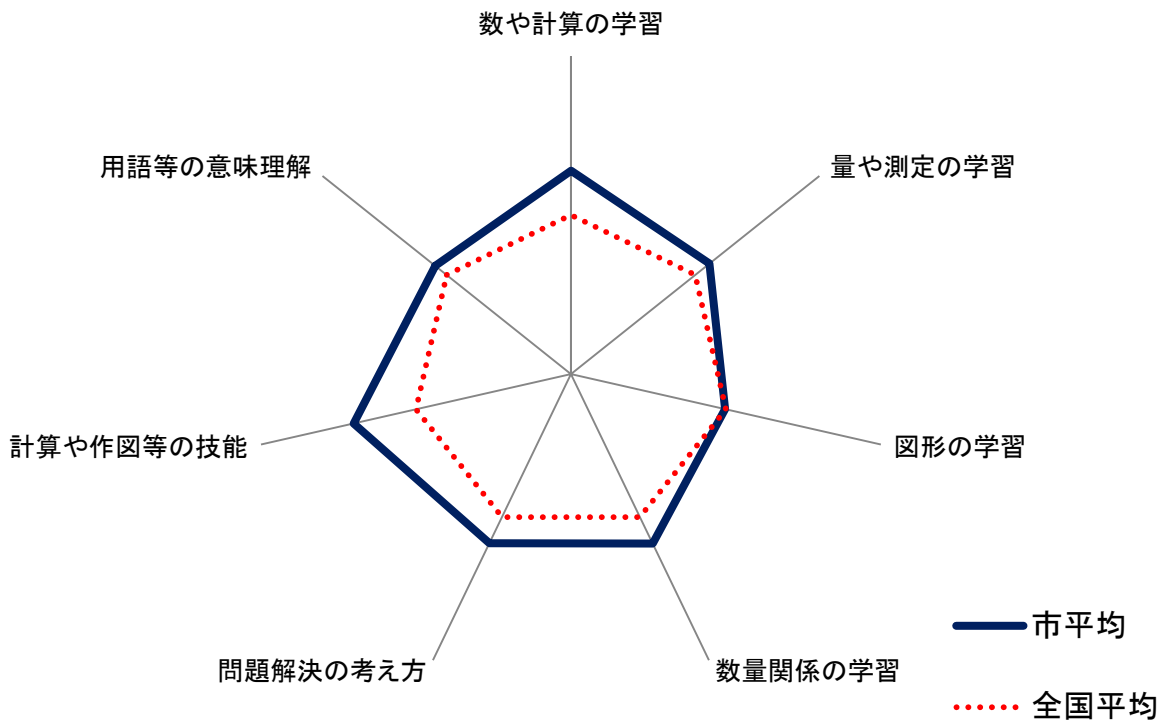 数や計算の学習
用語等の意味理解
量や測定の学習
計算や作図等の技能
図形の学習
問題解決の考え方
数量関係の学習
市平均
全国平均